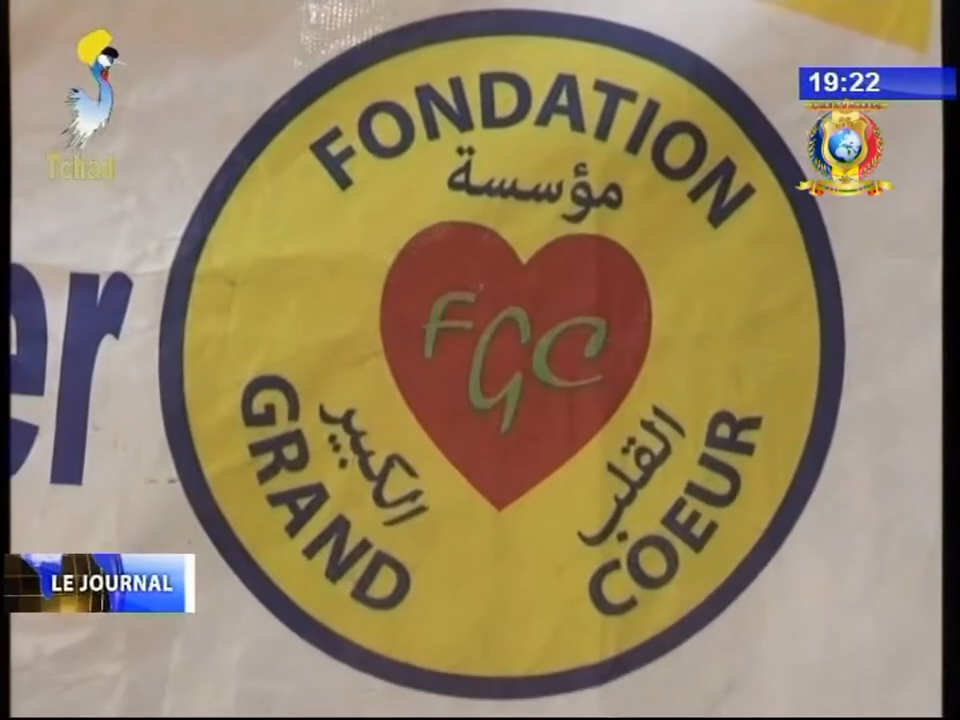 Tchad
19:22
FONDATION
مؤسسة
FGC
er
الكبير
القلب
GRAND
COEUR
LE JOURNAL